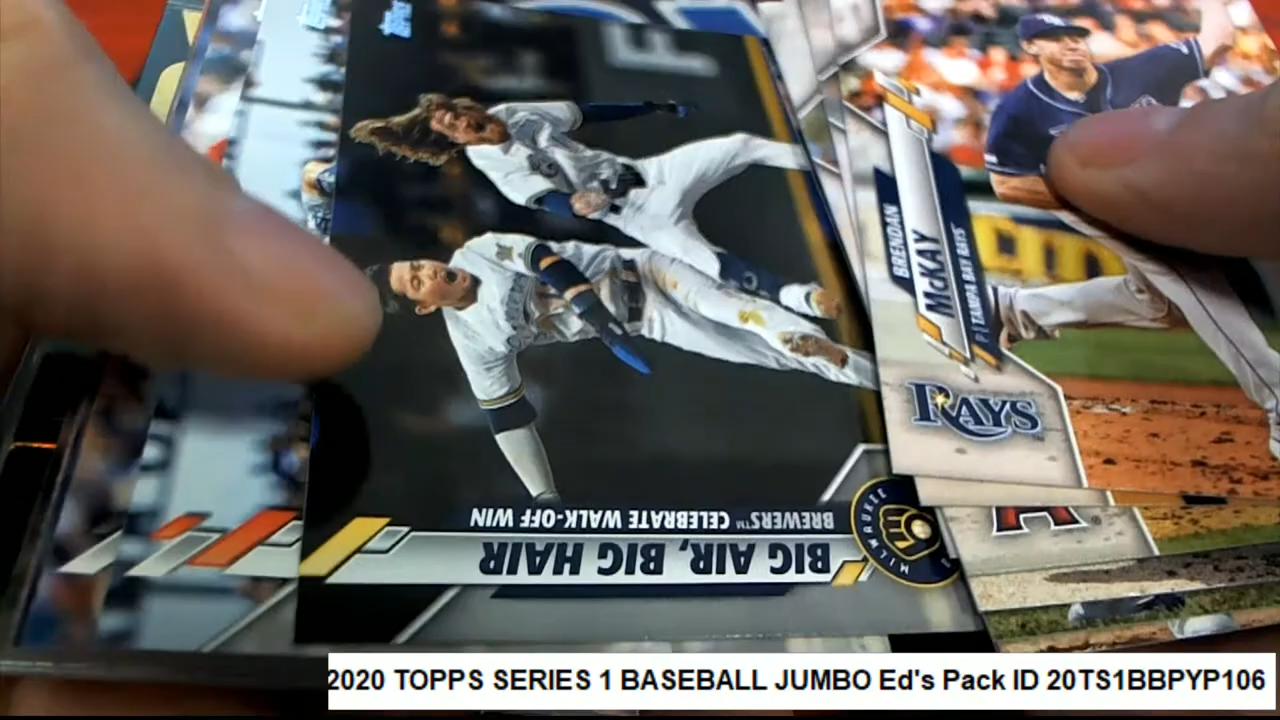 topps
BRENDAN
McKAY
P | TAMPA BAY RAYS
RAYS
BREWERS™ CELEBRATE WALK-OFF WIN
BIG AIR, BIG HAIR
MILWAUKEE
2020 TOPPS SERIES 1 BASEBALL JUMBO Ed's Pack ID 20TS1BBPYP106